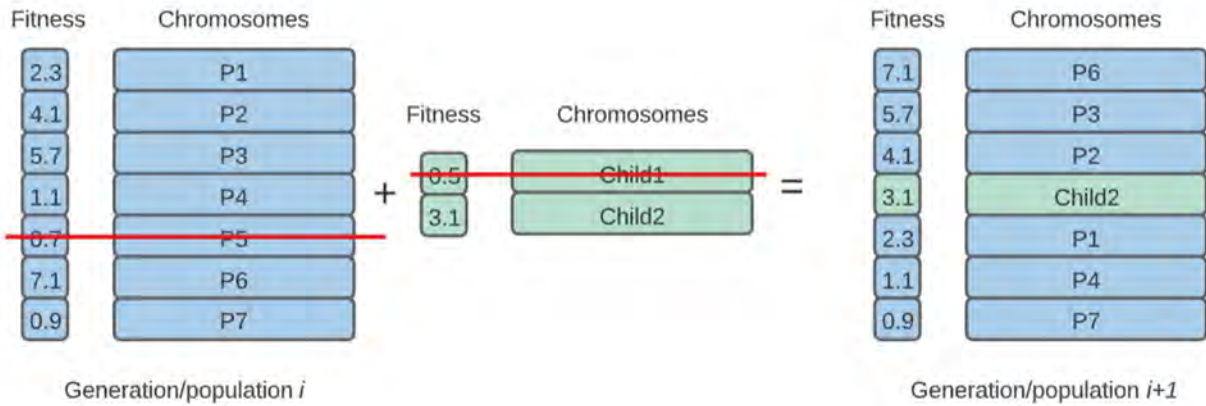 Fitness Chromosomes
2.3 P1
4.1 P2
5.7 P3
1.1 P4
0.7 P5
7.1 P6
0.9 P7
Generation/population i
+
Fitness Chromosomes
0.5 Child1
3.1 Child2
=
Fitness Chromosomes
7.1 P6
5.7 P3
4.1 P2
3.1 Child2
2.3 P1
1.1 P4
0.9 P7
Generation/population i+1